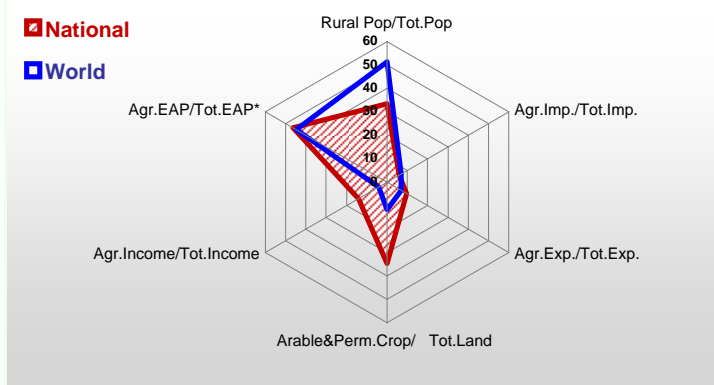 Rural Pop/Tot.Pop
National
World
60
50
40
30
20
10
0
Agr.EAP/Tot.EAP*
Agr.Imp./Tot.Imp.
Agr.Income/Tot.Income
Agr.Exp./Tot.Exp.
Arable&Perm.Crop/ Tot.Land